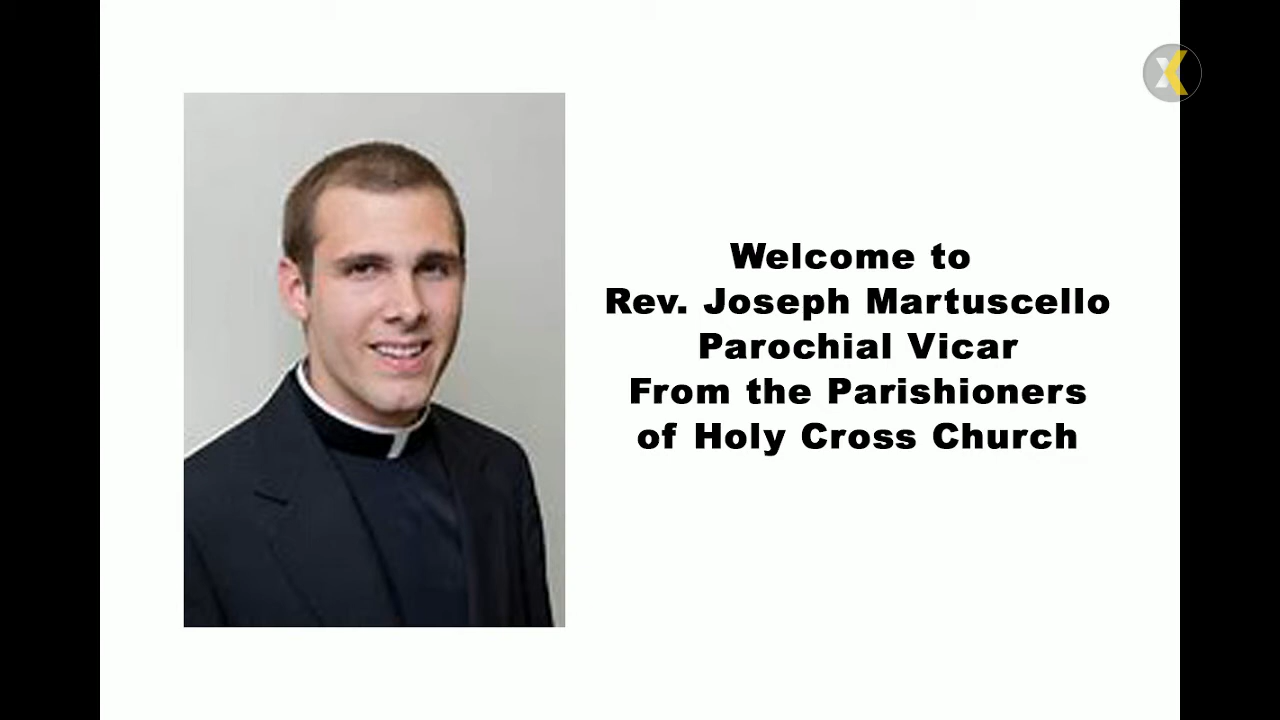 Welcome to
Rev. Joseph Martuscello
Parochial Vicar
From the Parishioners
of Holy Cross Church